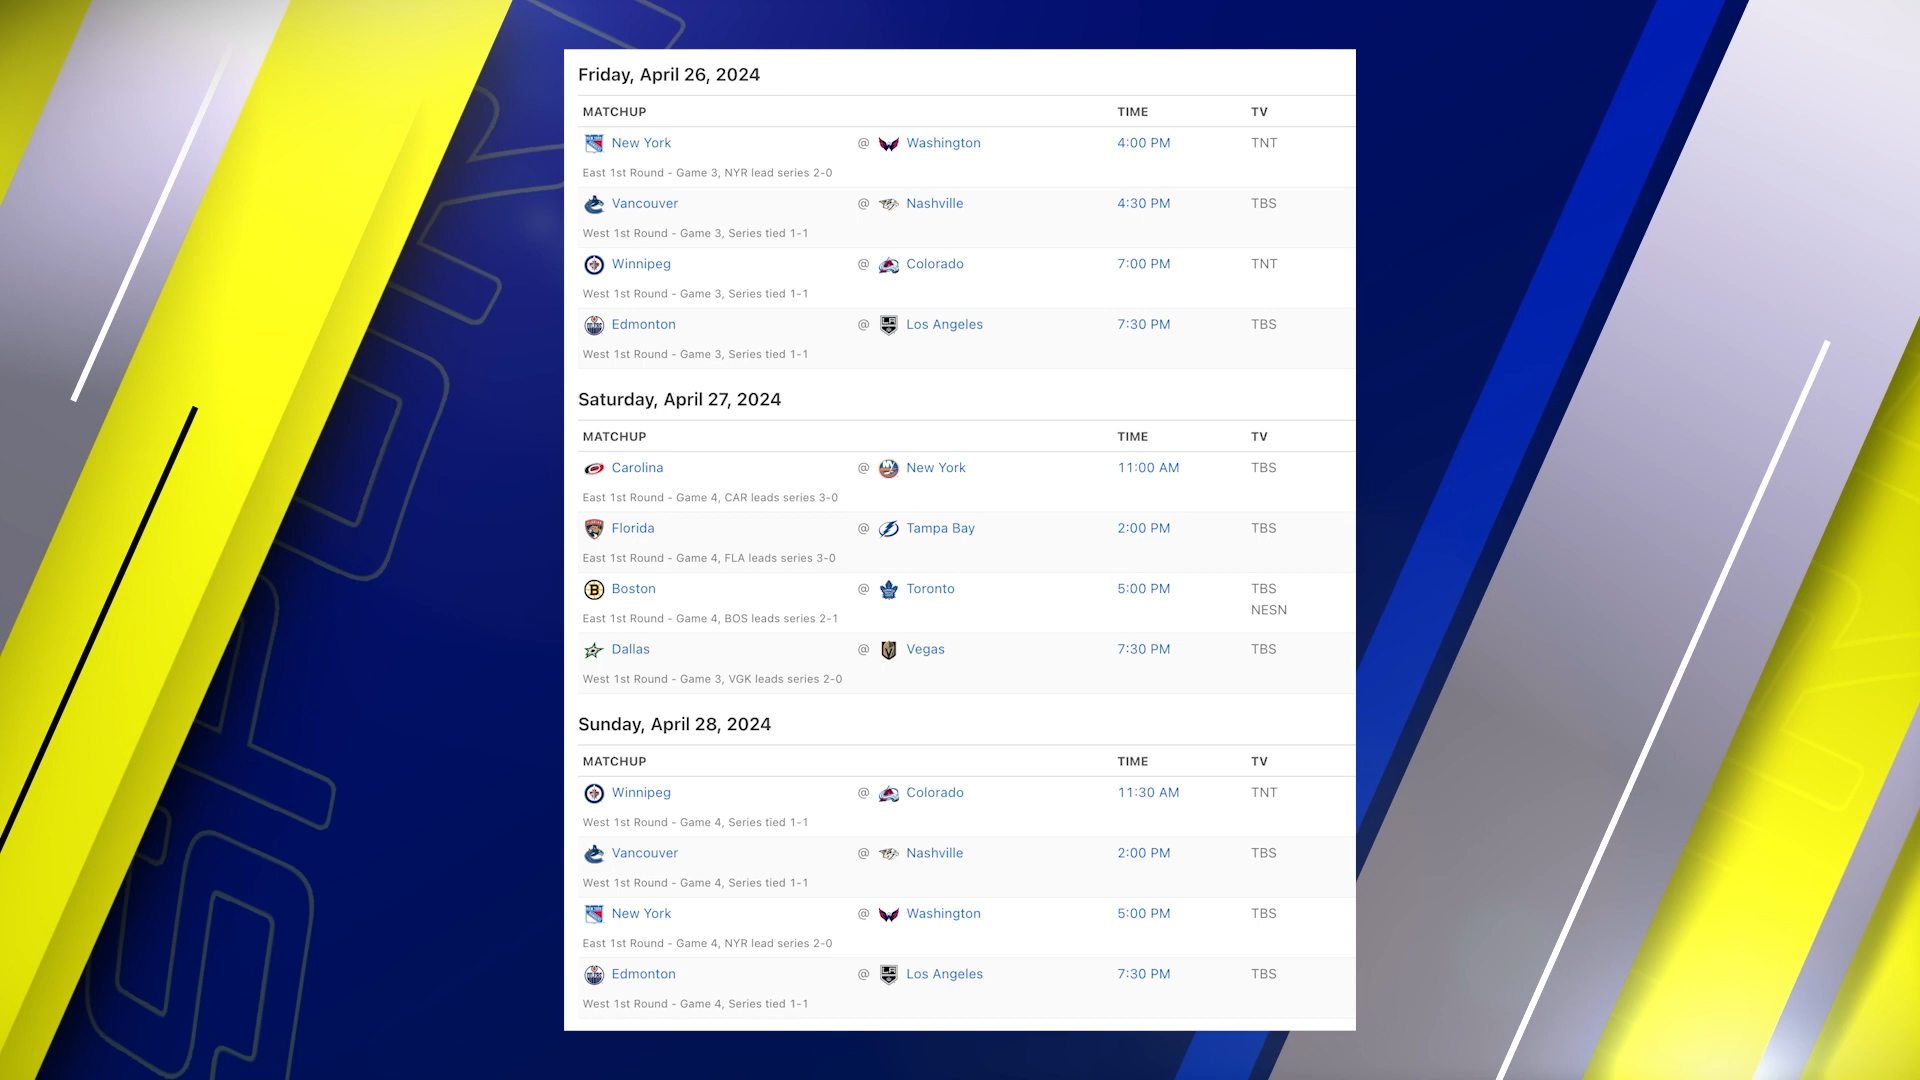 Friday, April 26, 2024
MATCHUP TIME TV
New York @ Washington 4:00 PM TNT
East 1st Round - Game 3, NYR lead series 2-0
Vancouver @ Nashville 4:30 PM TBS
West 1st Round - Game 3, Series tied 1-1
Winnipeg @ Colorado 7:00 PM TNT
West 1st Round - Game 3, Series tied 1-1
Edmonton @ Los Angeles 7:30 PM TBS
West 1st Round - Game 3, Series tied 1-1
Saturday, April 27, 2024
MATCHUP TIME TV
Carolina @ New York 11:00 AM TBS
East 1st Round - Game 4, CAR leads series 3-0
Florida @ Tampa Bay 2:00 PM TBS
East 1st Round - Game 4, FLA leads series 3-0
Boston @ Toronto 5:00 PM TBS
NESN
East 1st Round - Game 4, BOS leads series 2-1
Dallas @ Vegas 7:30 PM TBS
West 1st Round - Game 3, VGK leads series 2-0
Sunday, April 28, 2024
MATCHUP TIME TV
Winnipeg @ Colorado 11:30 AM TNT
West 1st Round - Game 4, Series tied 1-1
Vancouver @ Nashville 2:00 PM TBS
West 1st Round - Game 4, Series tied 1-1
New York @ Washington 5:00 PM TBS
East 1st Round - Game 4, NYR lead series 2-0
Edmonton @ Los Angeles 7:30 PM TBS
West 1st Round - Game 4, Series tied 1-1